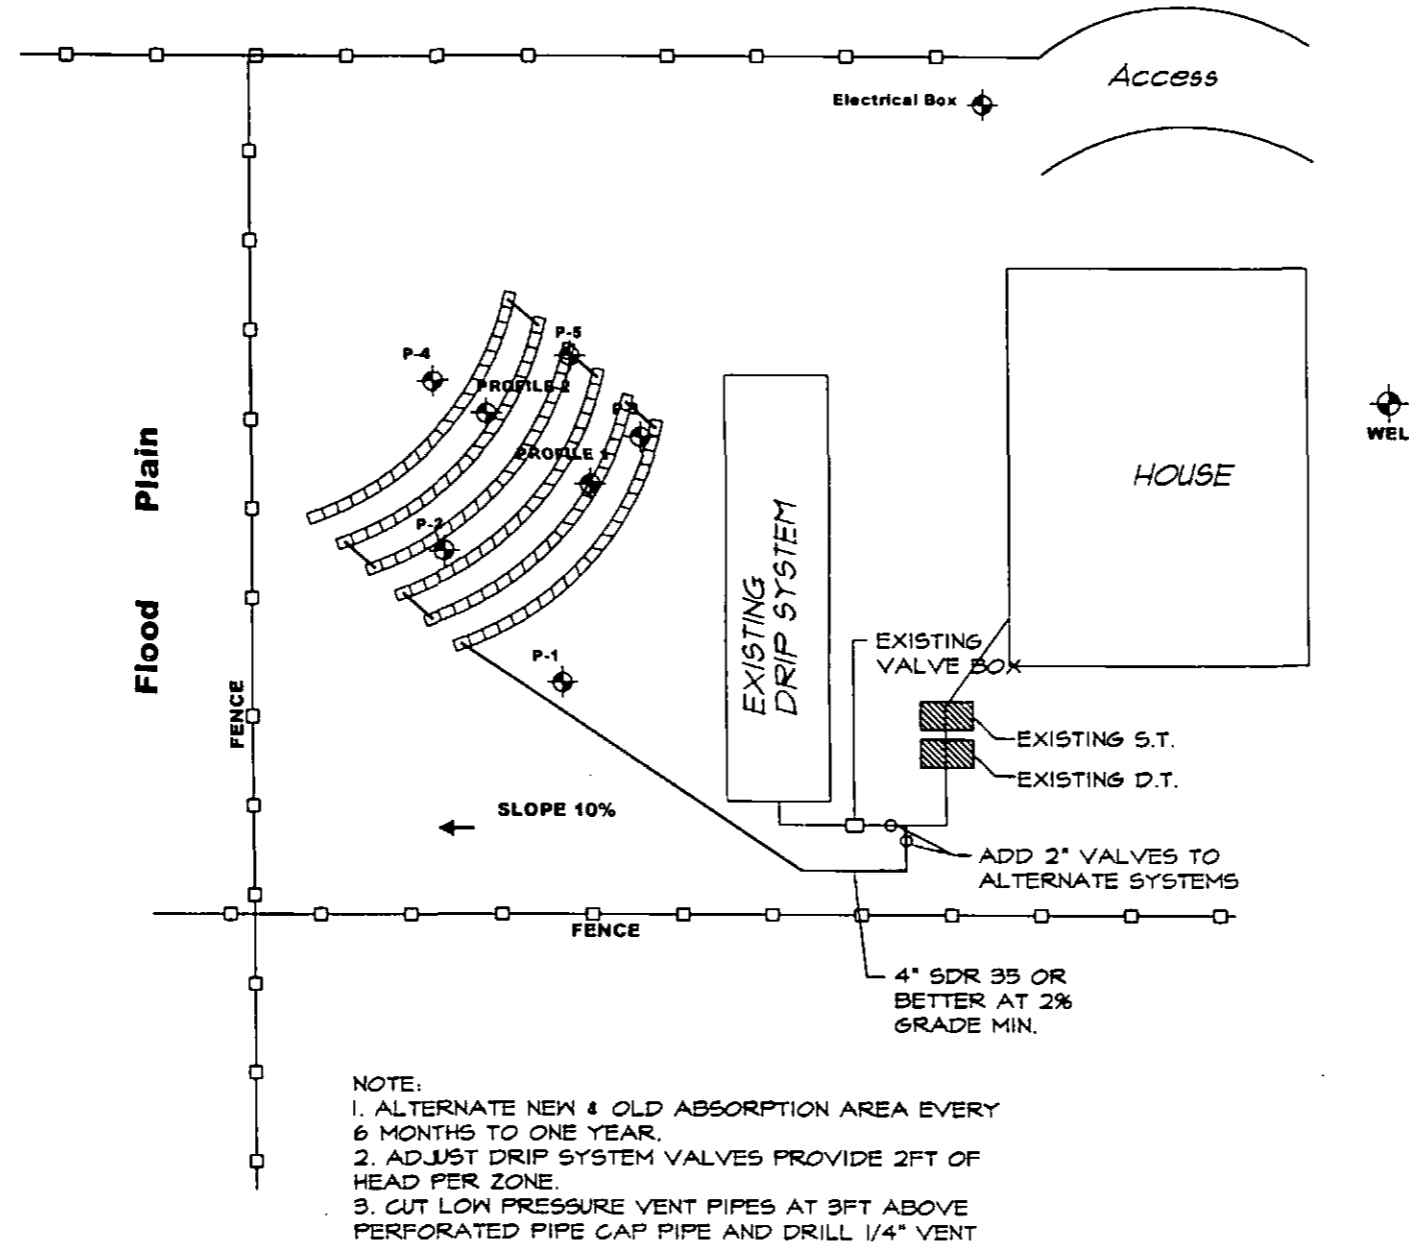 Access
Electrical Box
P-5
P-4
PROFILE 2
PROFILE 1
P-2
P-1
Flood Plain
FENCE
EXISTING
DRIP SYSTEM
HOUSE
WEL
EXISTING
VALVE BOX
EXISTING S.T.
EXISTING D.T.
SLOPE 10%
ADD 2" VALVES TO
ALTERNATE SYSTEMS
FENCE
4" SDR 35 OR
BETTER AT 2%
GRADE MIN.
NOTE:
1. ALTERNATE NEW & OLD ABSORPTION AREA EVERY
6 MONTHS TO ONE YEAR.
2. ADJUST DRIP SYSTEM VALVES PROVIDE 2FT OF
HEAD PER ZONE.
3. CUT LOW PRESSURE VENT PIPES AT 3FT ABOVE
PERFORATED PIPE CAP PIPE AND DRILL 1/4" VENT